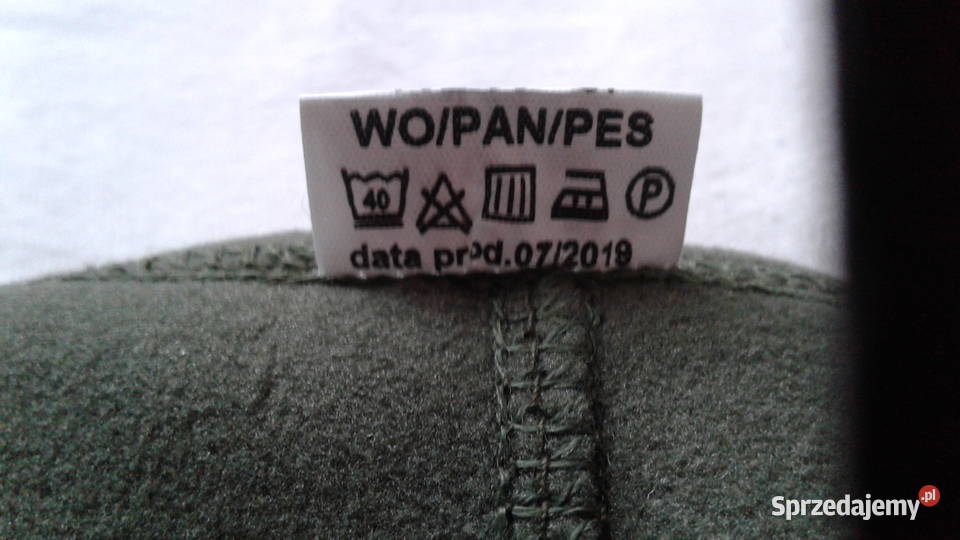 WO/PAN/PES
40 P
data prod.07/2019
Sprzedajemy.pl